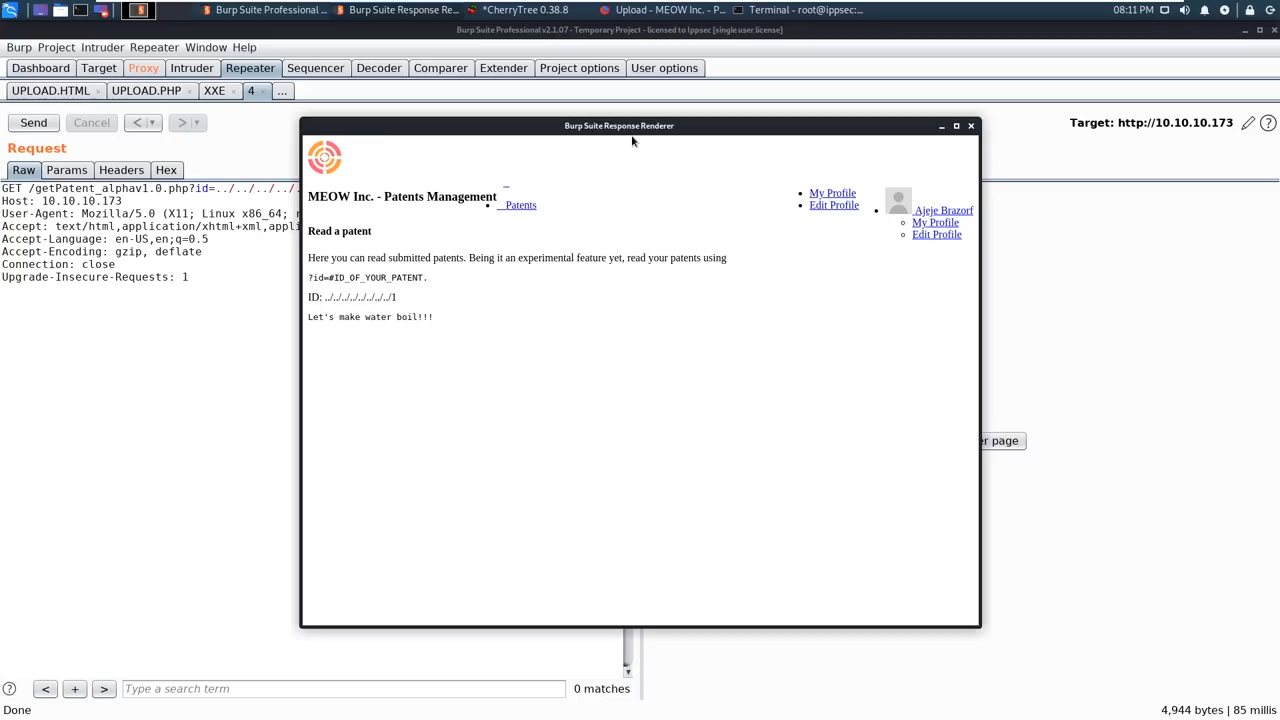 Burp Suite Professional ...
Burp Suite Professional - Re...
*CherryTree 0.38.8
Upload - MEOW Inc. - P...
Terminal - root@ippsec:...
08:11 PM
Burp Suite Professional v2.1.07 - Temporary Project - licensed to Ippsec [single user license]
Burp Project Intruder Repeater Window Help
Dashboard Target Proxy Intruder Repeater Sequencer Decoder Comparer Extender Project options User options
UPLOAD.HTML × UPLOAD.PHP × XXE × 4 × ...
Send Cancel < > Target: http://10.10.10.173
Request
Raw Params Headers Hex
GET /getPatent_alphav1.0.php?id=../../../../.
Host: 10.10.10.173
User-Agent: Mozilla/5.0 (X11; Linux x86_64; r
Accept: text/html,application/xhtml+xml,appli
Accept-Language: en-US,en;q=0.5
Accept-Encoding: gzip, deflate
Connection: close
Upgrade-Insecure-Requests: 1
Burp Suite Response Renderer
MEOW Inc. - Patents Management
Patents
My Profile
Edit Profile
Ajeje Brazorf
My Profile
Edit Profile
Read a patent
Here you can read submitted patents. Being it an experimental feature yet, read your patents using
?id=#ID_OF_YOUR_PATENT.
ID: ../../../../../../../../1
Let's make water boil!!!
er page
? < + > Type a search term 0 matches
Done 4,944 bytes | 85 millis